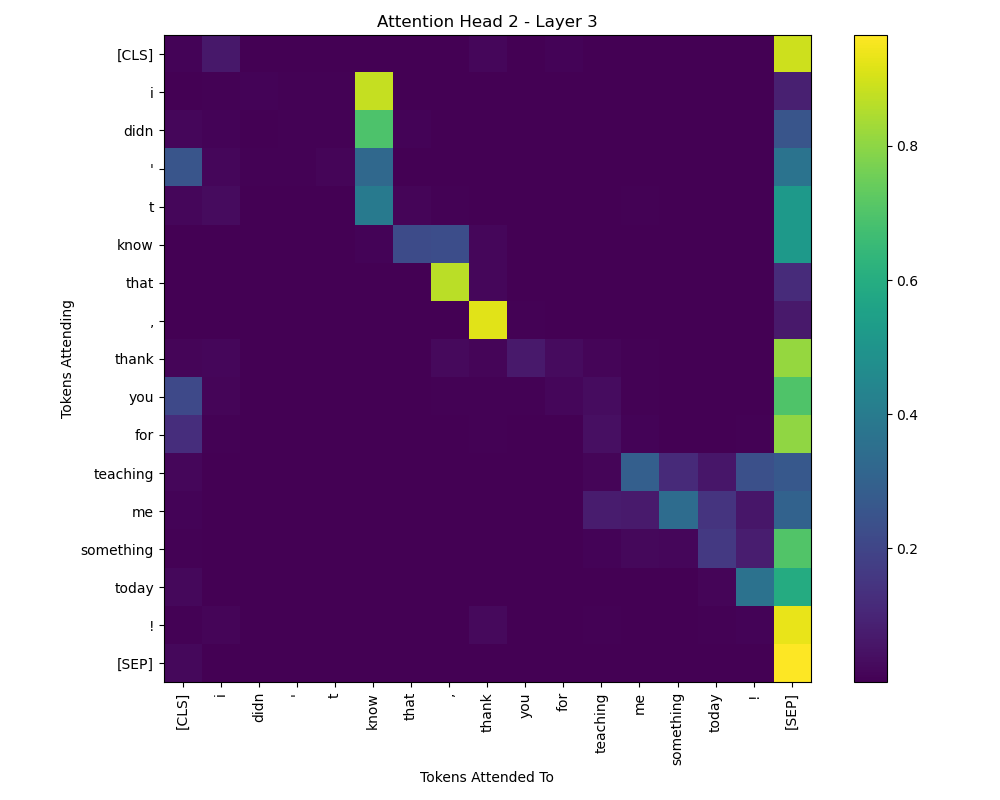 Attention Head 2 - Layer 3
Tokens Attending
[CLS]
i
didn
'
t
know
that
,
thank
you
for
teaching
me
something
today
!
[SEP]
[CLS]
i
didn
'
t
know
that
,
thank
you
for
teaching
me
something
today
!
[SEP]
Tokens Attended To
0.8
0.6
0.4
0.2